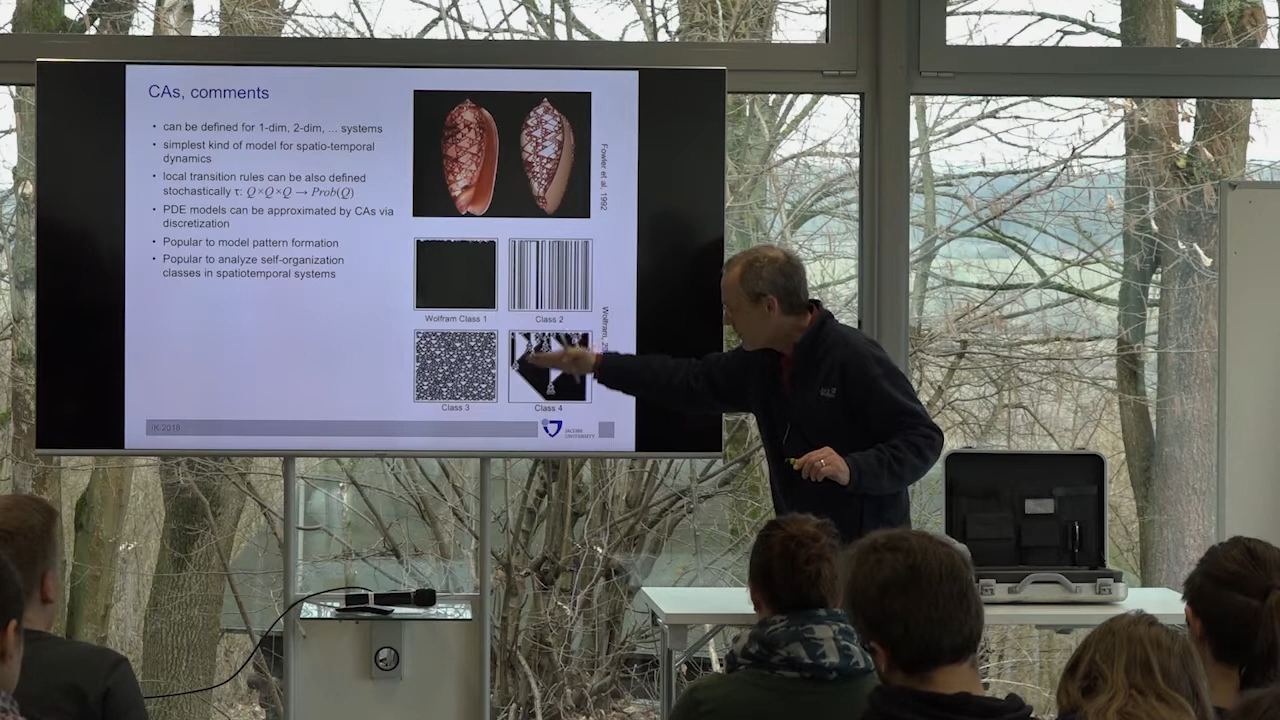 CAs, comments
• can be defined for 1-dim, 2-dim, ... systems
• simplest kind of model for spatio-temporal
dynamics
• local transition rules can be also defined
stochastically τ: Q×Q×Q → Prob(Q)
• PDE models can be approximated by CAs via
discretization
• Popular to model pattern formation
• Popular to analyze self-organization
classes in spatiotemporal systems
Fowler et al. 1992
Wolfram Class 1
Class 2
Wolfram,
Class 3
Class 4
IK 2018
JACOBS
UNIVERSITY